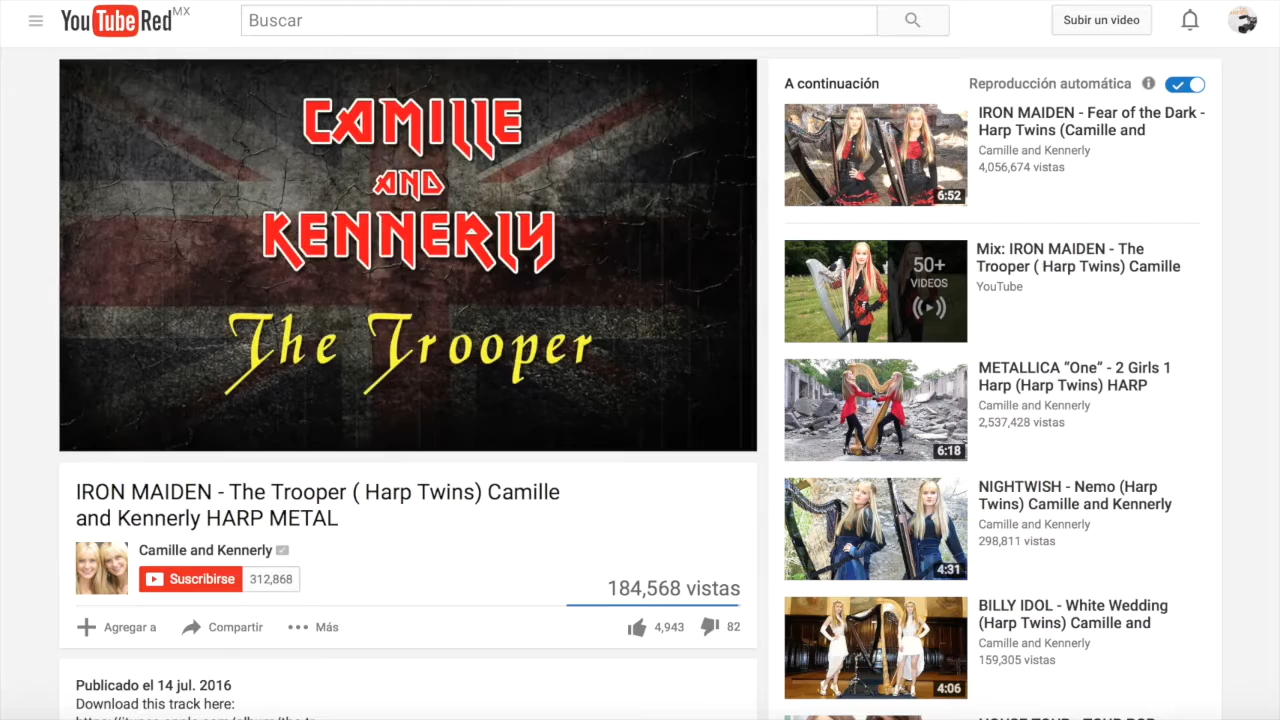 YouTube Red MX
Buscar
Subir un video
CAMILLE
AND
KENNERLY
The Trooper
IRON MAIDEN - The Trooper ( Harp Twins) Camille
and Kennerly HARP METAL
Camille and Kennerly
Suscribirse 312,868
184,568 vistas
Agregar a Compartir Más 4,943 82
Publicado el 14 jul. 2016
Download this track here:
A continuación Reproducción automática
IRON MAIDEN - Fear of the Dark -
Harp Twins (Camille and
Camille and Kennerly
4,056,674 vistas
6:52
Mix: IRON MAIDEN - The
Trooper ( Harp Twins) Camille
YouTube
50+
VIDEOS
METALLICA “One” - 2 Girls 1
Harp (Harp Twins) HARP
Camille and Kennerly
2,537,428 vistas
6:18
NIGHTWISH - Nemo (Harp
Twins) Camille and Kennerly
Camille and Kennerly
298,811 vistas
4:31
BILLY IDOL - White Wedding
(Harp Twins) Camille and
Camille and Kennerly
159,305 vistas
4:06